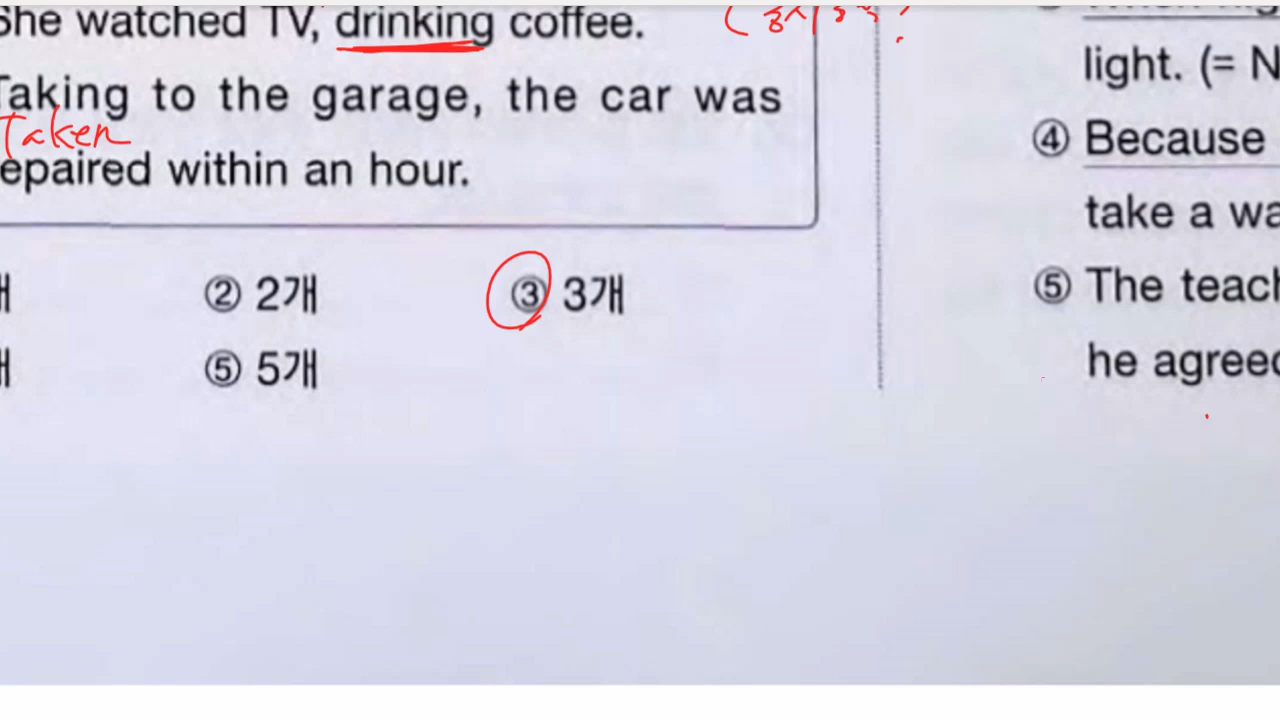 She watched TV, drinking coffee.
Taking to the garage, the car was
Taken
epaired within an hour.
② 2개
③ 3개
⑤ 5개
light. (= N
④ Because
take a wa
⑤ The teach
he agreed